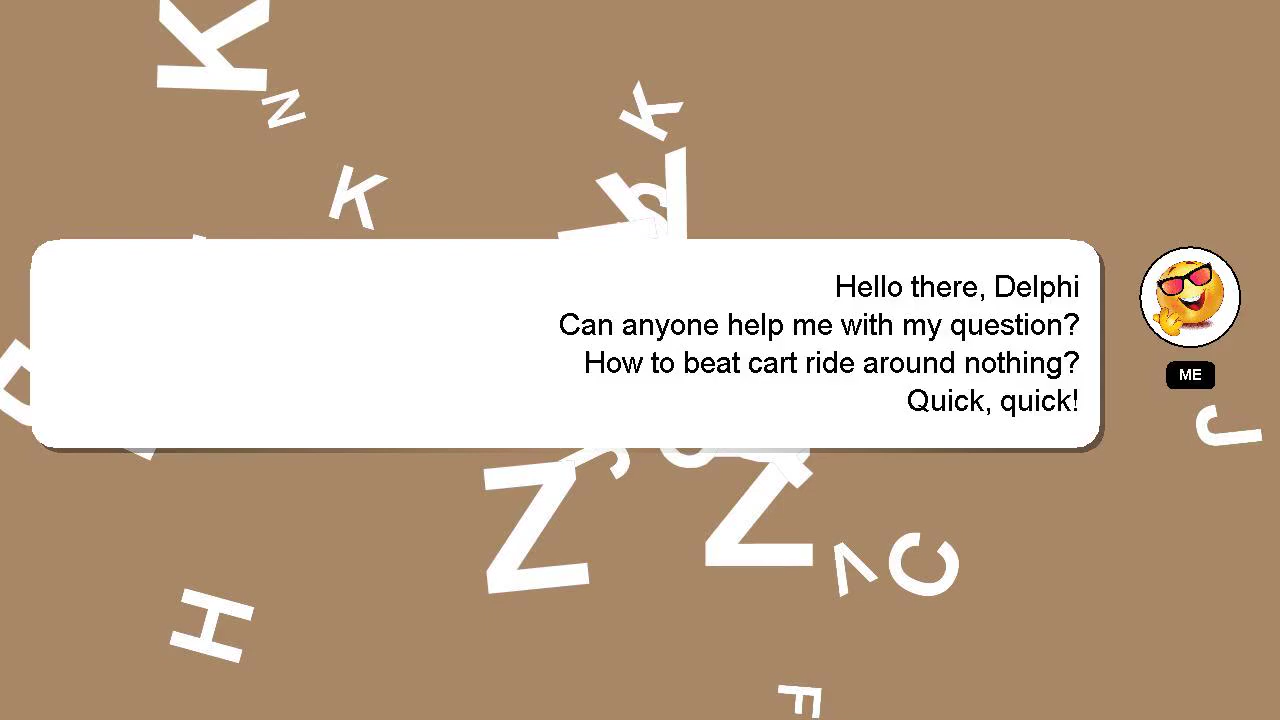 K
N
K
K
S
Hello there, Delphi
Can anyone help me with my question?
How to beat cart ride around nothing?
Quick, quick!
ME
J
J
Z
Z
V
C
H
F